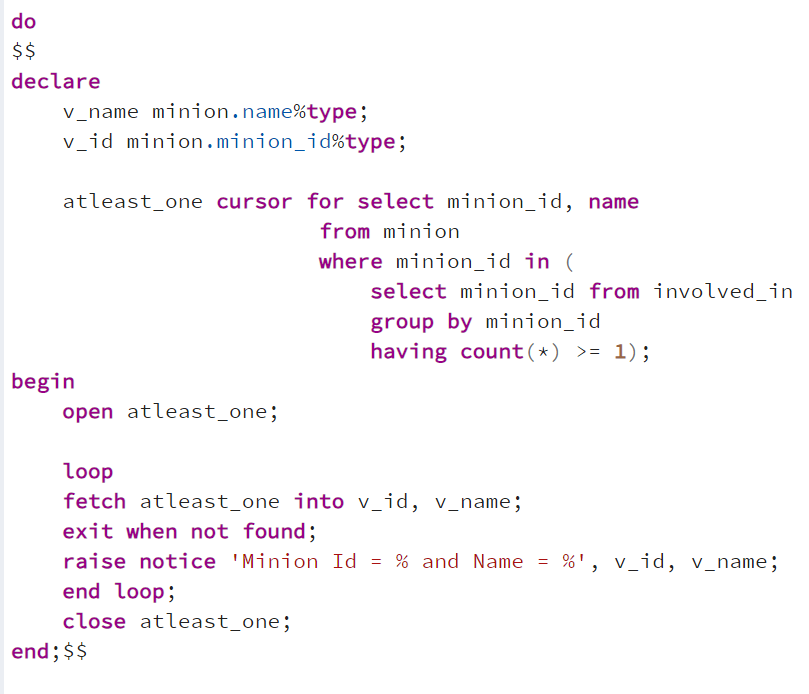 do
$$
declare
    v_name minion.name%type;
    v_id minion.minion_id%type;

    atleast_one cursor for select minion_id, name
                        from minion
                        where minion_id in (
                            select minion_id from involved_in
                            group by minion_id
                            having count(*) >= 1);
begin
    open atleast_one;

    loop
    fetch atleast_one into v_id, v_name;
    exit when not found;
    raise notice 'Minion Id = % and Name = %', v_id, v_name;
    end loop;
    close atleast_one;
end;$$